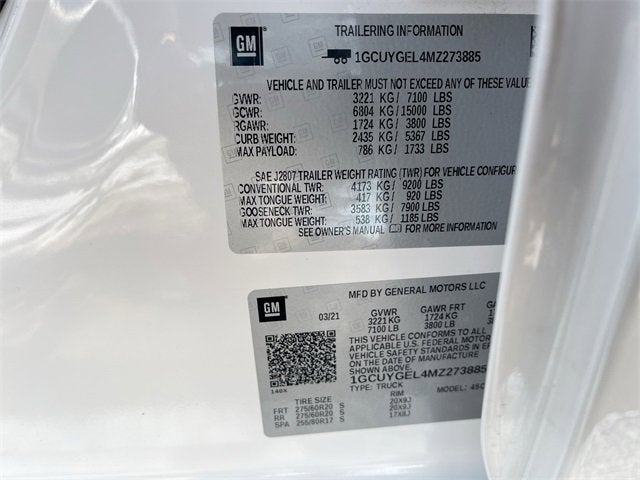 GM
TRAILERING INFORMATION
1GCUYGEL4MZ273885
VEHICLE AND TRAILER MUST NOT EXCEED ANY OF THESE VALUE
GVWR: 3221 KG / 7100 LBS
GCWR: 6804 KG / 15000 LBS
RGAWR: 1724 KG / 3800 LBS
CURB WEIGHT: 2435 KG / 5367 LBS
MAX PAYLOAD: 786 KG / 1733 LBS
SAE J2807 TRAILER WEIGHT RATING (TWR) FOR VEHICLE CONFIGUR
CONVENTIONAL TWR: 4173 KG / 9200 LBS
MAX TONGUE WEIGHT: 417 KG / 920 LBS
GOOSENECK TWR: 3583 KG / 7900 LBS
MAX TONGUE WEIGHT: 538 KG / 1185 LBS
SEE OWNER'S MANUAL FOR MORE INFORMATION
GM
MFD BY GENERAL MOTORS LLC
03/21
GVWR GAWR FRT
3221 KG 1724 KG
7100 LB 3800 LB
THIS VEHICLE CONFORMS TO ALL
APPLICABLE U.S. FEDERAL MOTOR
VEHICLE SAFETY STANDARDS IN EF
ON THE DATE OF MANUFACTURE
SHOWN ABOVE.
1GCUYGEL4MZ273885
TYPE: TRUCK MODEL:
TIRE SIZE RIM
FRT 275/60R20 S 20X9J
RR 275/60R20 S 20X9J
SPA 255/80R17 S 17X8J